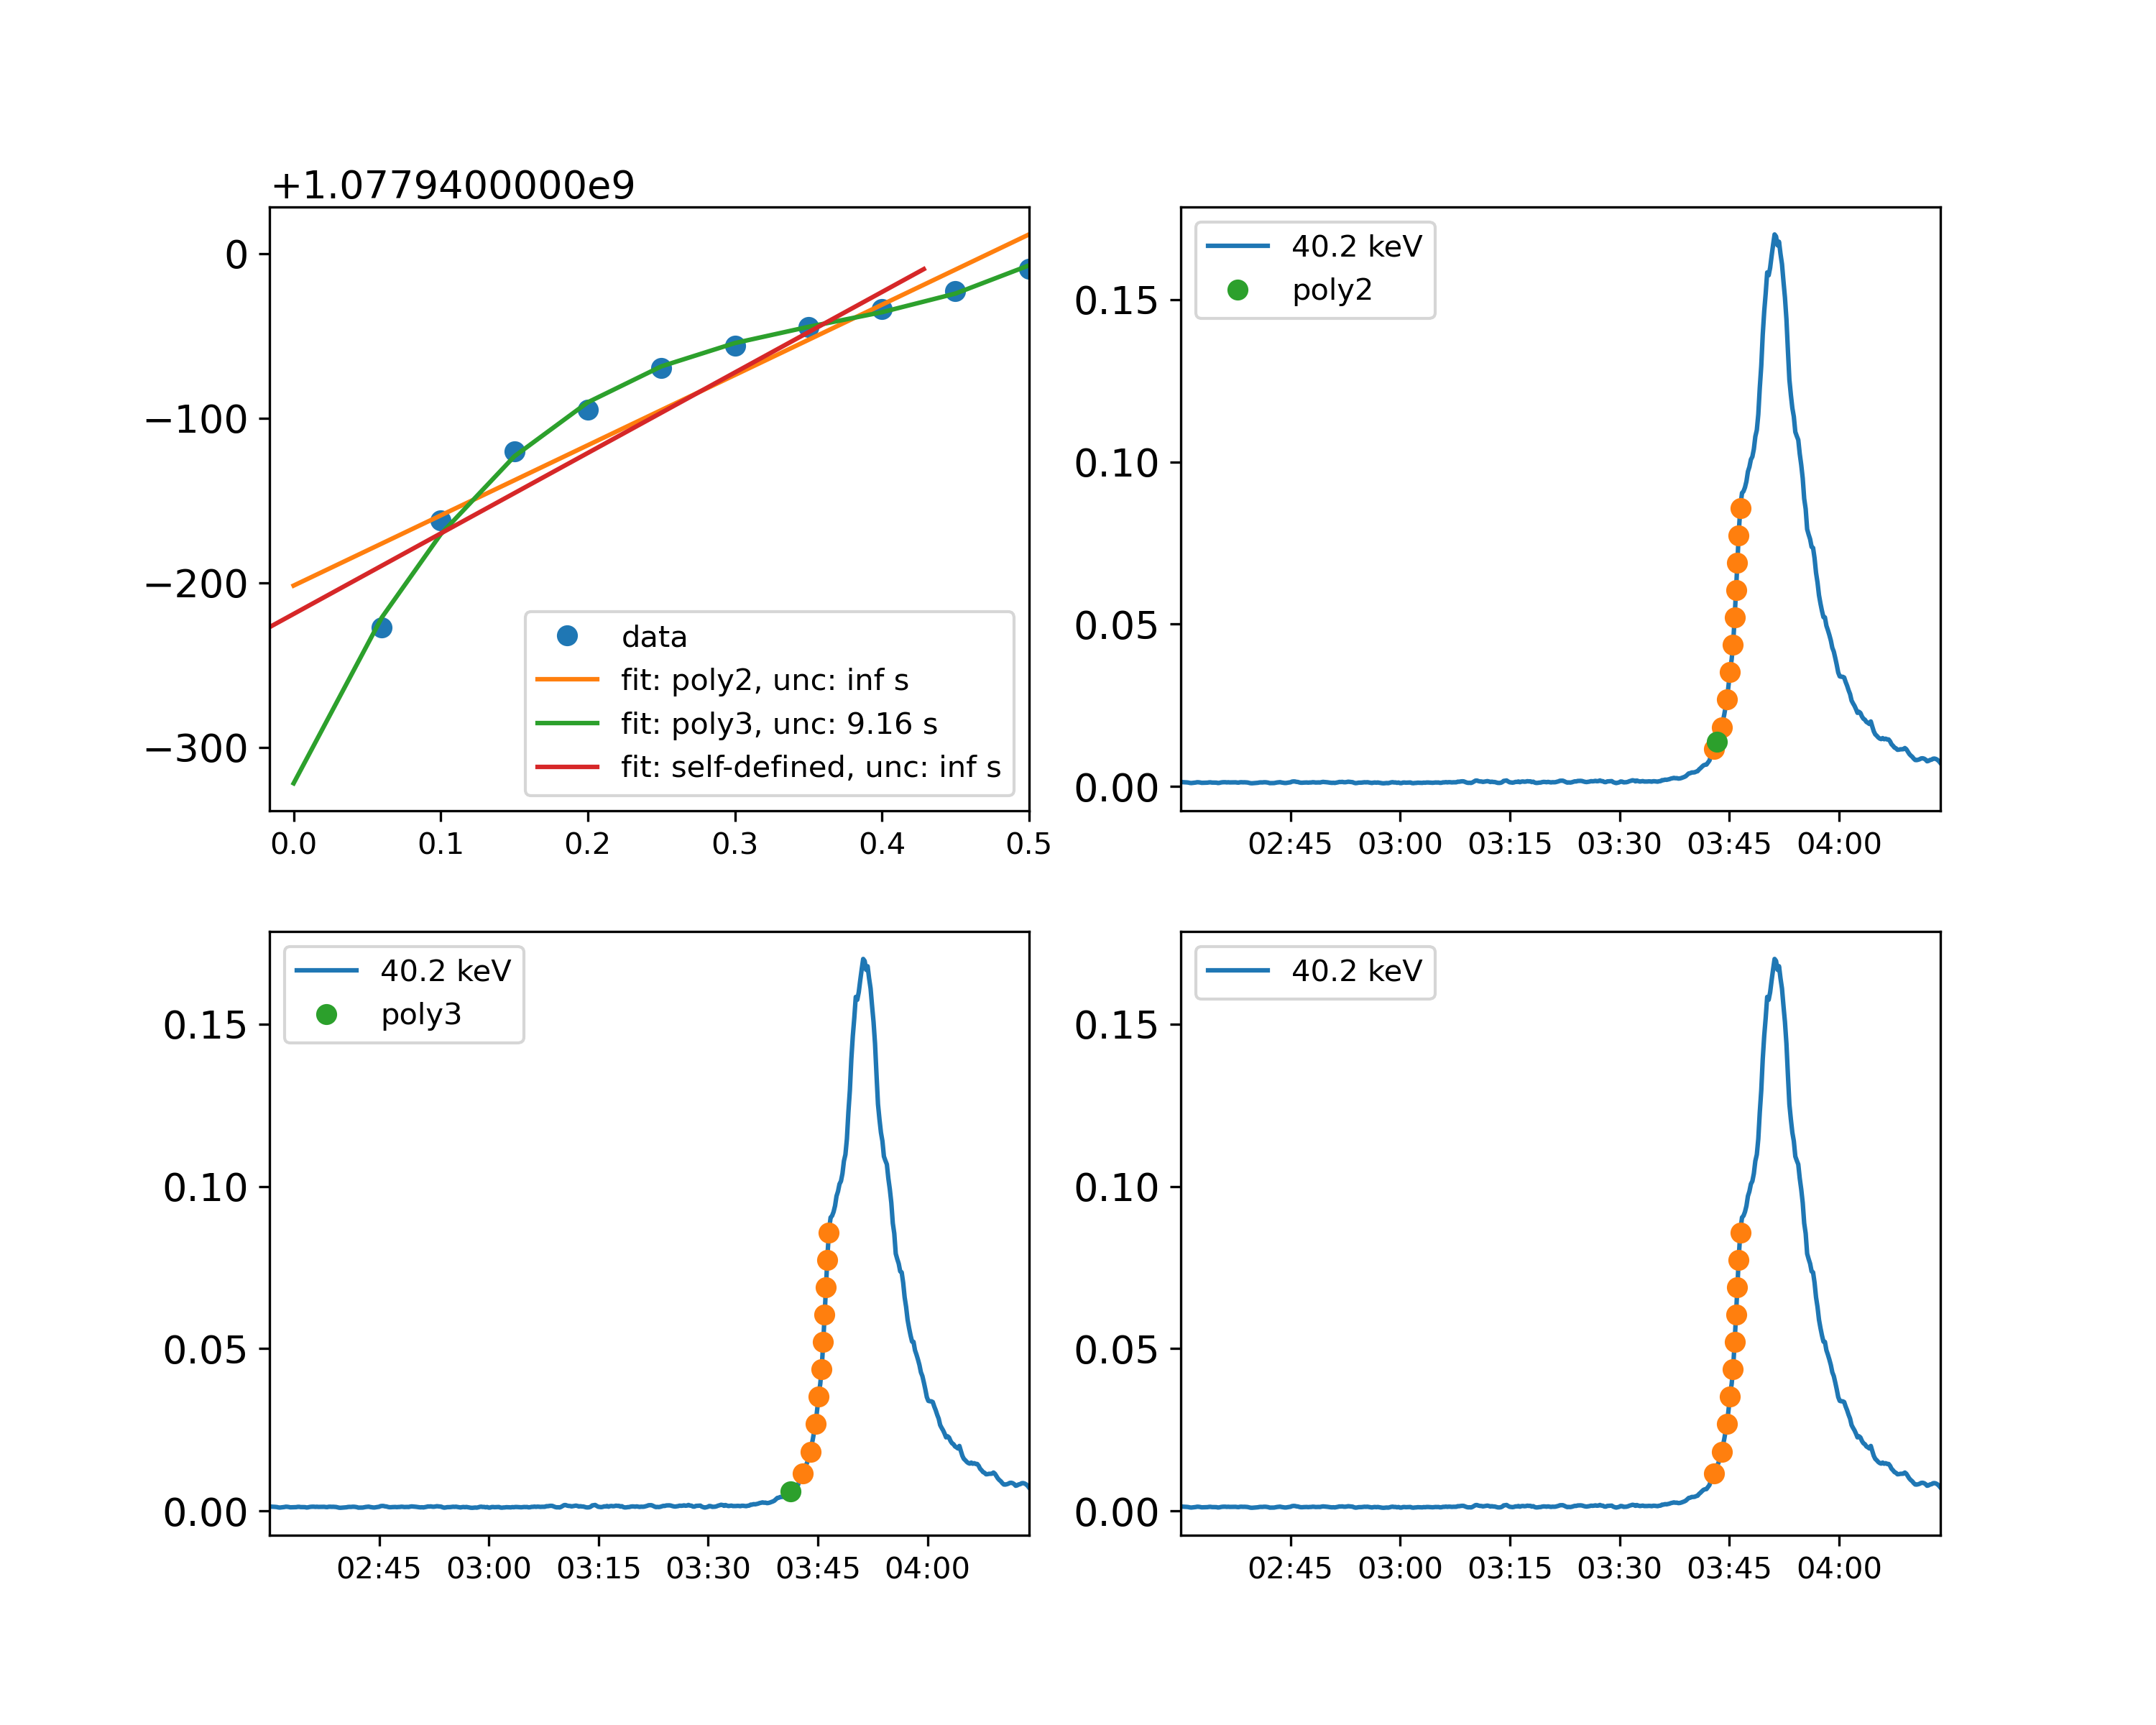 +1.0779400000e9
0
−100
−200
−300
0.0 0.1 0.2 0.3 0.4 0.5
data
fit: poly2, unc: inf s
fit: poly3, unc: 9.16 s
fit: self-defined, unc: inf s
40.2 keV
poly2
0.15
0.10
0.05
0.00
02:45 03:00 03:15 03:30 03:45 04:00
40.2 keV
poly3
0.15
0.10
0.05
0.00
02:45 03:00 03:15 03:30 03:45 04:00
40.2 keV
0.15
0.10
0.05
0.00
02:45 03:00 03:15 03:30 03:45 04:00